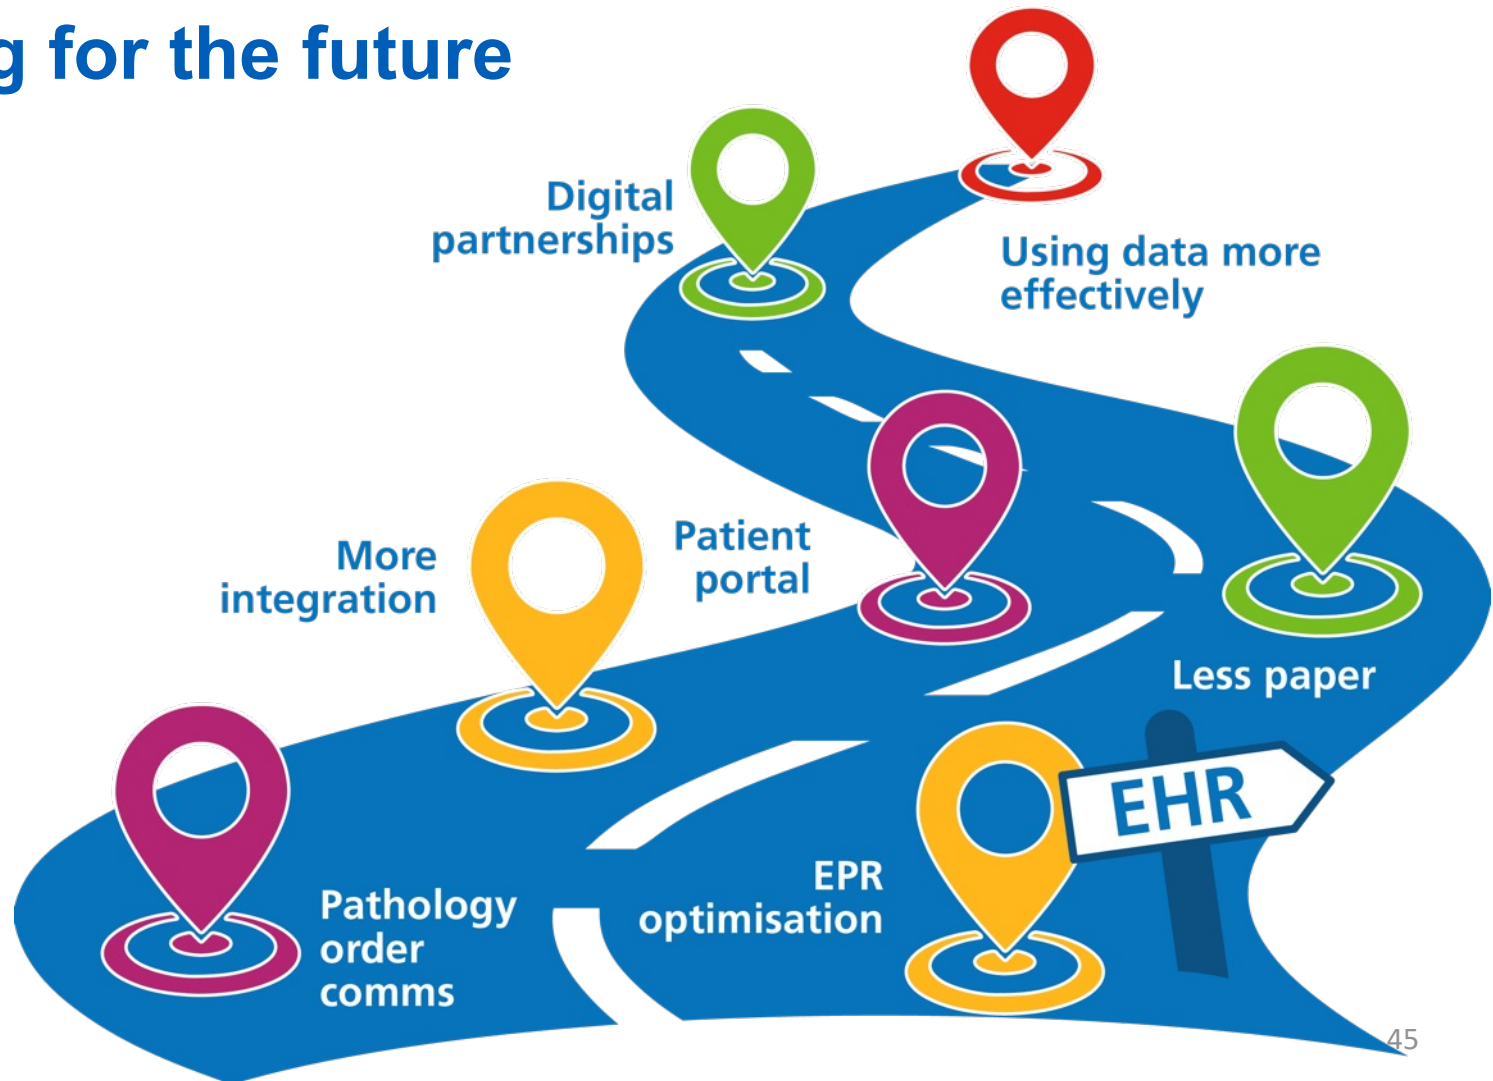 g for the future
Digital
partnerships
Using data more
effectively
More
integration
Patient
portal
Less paper
EHR
EPR
optimisation
Pathology
order
comms
45